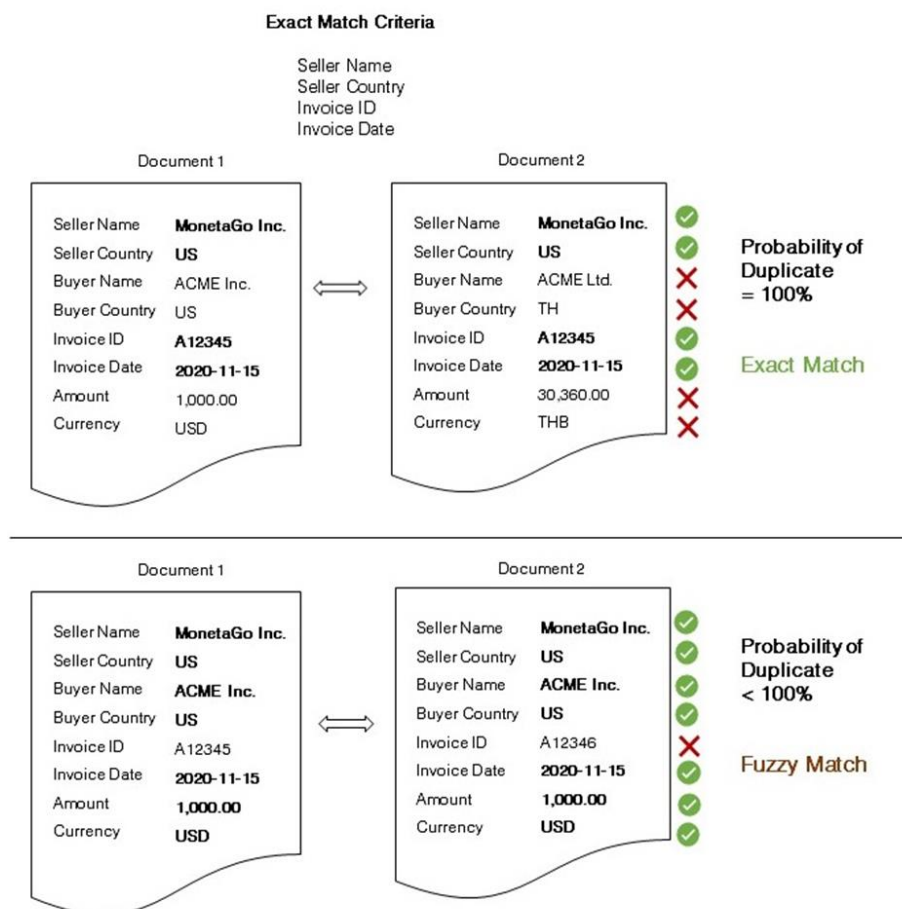 Exact Match Criteria
Seller Name
Seller Country
Invoice ID
Invoice Date
Document 1
Document 2
Seller Name MonetaGo Inc.
Seller Country US
Buyer Name ACME Inc.
Buyer Country US
Invoice ID A12345
Invoice Date 2020-11-15
Amount 1,000.00
Currency USD
Seller Name MonetaGo Inc.
Seller Country US
Buyer Name ACME Ltd.
Buyer Country TH
Invoice ID A12345
Invoice Date 2020-11-15
Amount 30,360.00
Currency THB
Probability of
Duplicate
= 100%
Exact Match
Document 1
Document 2
Seller Name MonetaGo Inc.
Seller Country US
Buyer Name ACME Inc.
Buyer Country US
Invoice ID A12345
Invoice Date 2020-11-15
Amount 1,000.00
Currency USD
Seller Name MonetaGo Inc.
Seller Country US
Buyer Name ACME Inc.
Buyer Country US
Invoice ID A12346
Invoice Date 2020-11-15
Amount 1,000.00
Currency USD
Probability of
Duplicate
< 100%
Fuzzy Match